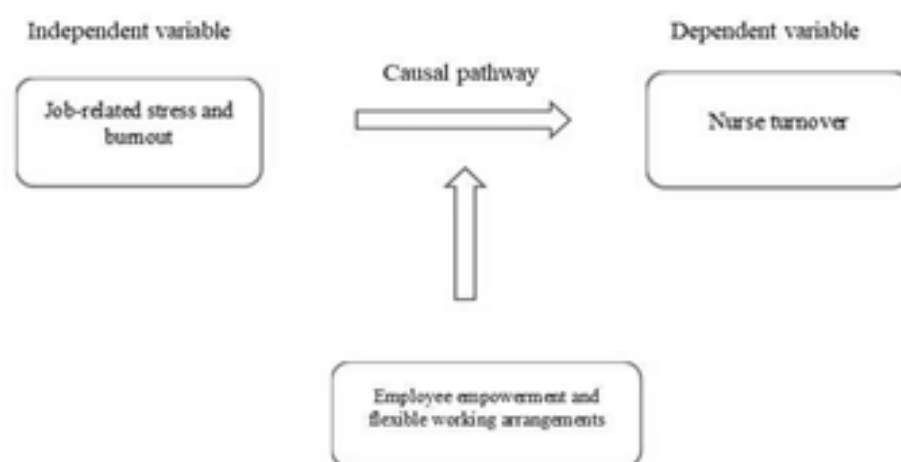 Independent variable
Dependent variable
Causal pathway
Job-related stress and
burnout
Nurse turnover
Employee empowerment and
flexible working arrangements